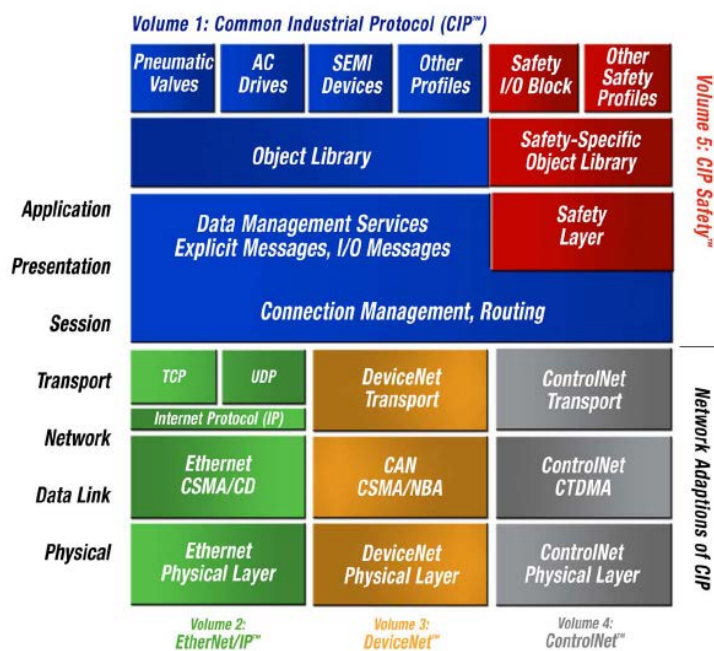 Volume 1: Common Industrial Protocol (CIP™)
Pneumatic
Valves
AC
Drives
SEMI
Devices
Other
Profiles
Safety
I/O Block
Other
Safety
Profiles
Object Library
Safety-Specific
Object Library
Volume 5: CIP Safety™
Application
Data Management Services
Explicit Messages, I/O Messages
Safety
Layer
Presentation
Session
Connection Management, Routing
Transport
TCP
UDP
DeviceNet
Transport
ControlNet
Transport
Network
Internet Protocol (IP)
Data Link
Ethernet
CSMA/CD
CAN
CSMA/NBA
ControlNet
CTDMA
Physical
Ethernet
Physical Layer
DeviceNet
Physical Layer
ControlNet
Physical Layer
Network Adaptions of CIP
Volume 2:
EtherNet/IP™
Volume 3:
DeviceNet™
Volume 4:
ControlNet™